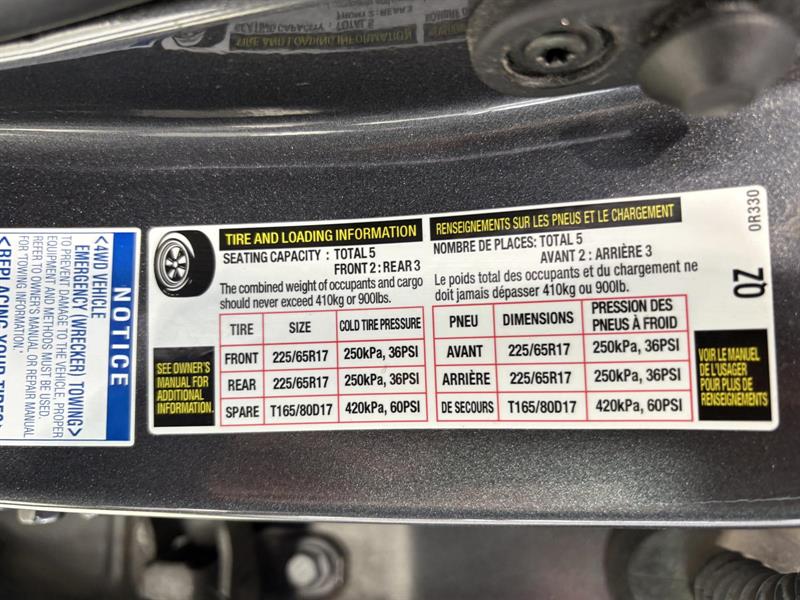 TIRE AND LOADING INFORMATION
SEATING CAPACITY : TOTAL 5
FRONT 2 : REAR 3
The combined weight of occupants and cargo
should never exceed 410kg or 900lbs.
TIRE SIZE COLD TIRE PRESSURE
FRONT 225/65R17 250kPa, 36PSI
REAR 225/65R17 250kPa, 36PSI
SPARE T165/80D17 420kPa, 60PSI
SEE OWNER'S
MANUAL FOR
ADDITIONAL
INFORMATION.
RENSEIGNEMENTS SUR LES PNEUS ET LE CHARGEMENT
NOMBRE DE PLACES: TOTAL 5
AVANT 2 : ARRIÈRE 3
Le poids total des occupants et du chargement ne
doit jamais dépasser 410kg ou 900lb.
PNEU DIMENSIONS PRESSION DES
PNEUS À FROID
AVANT 225/65R17 250kPa, 36PSI
ARRIÈRE 225/65R17 250kPa, 36PSI
DE SECOURS T165/80D17 420kPa, 60PSI
VOIR LE MANUEL
DE L'USAGER
POUR PLUS DE
RENSEIGNEMENTS
0R330
QZ
NOTICE
<4WD VEHICLE
EMERGENCY (WRECKER) TOWING>
TO PREVENT DAMAGE TO THE VEHICLE, PROPER
EQUIPMENT AND METHODS MUST BE USED.
REFER TO OWNER'S MANUAL, OR REPAIR MANUAL
FOR "TOWING INFORMATION."
<REPLACING YOUR TIRES>